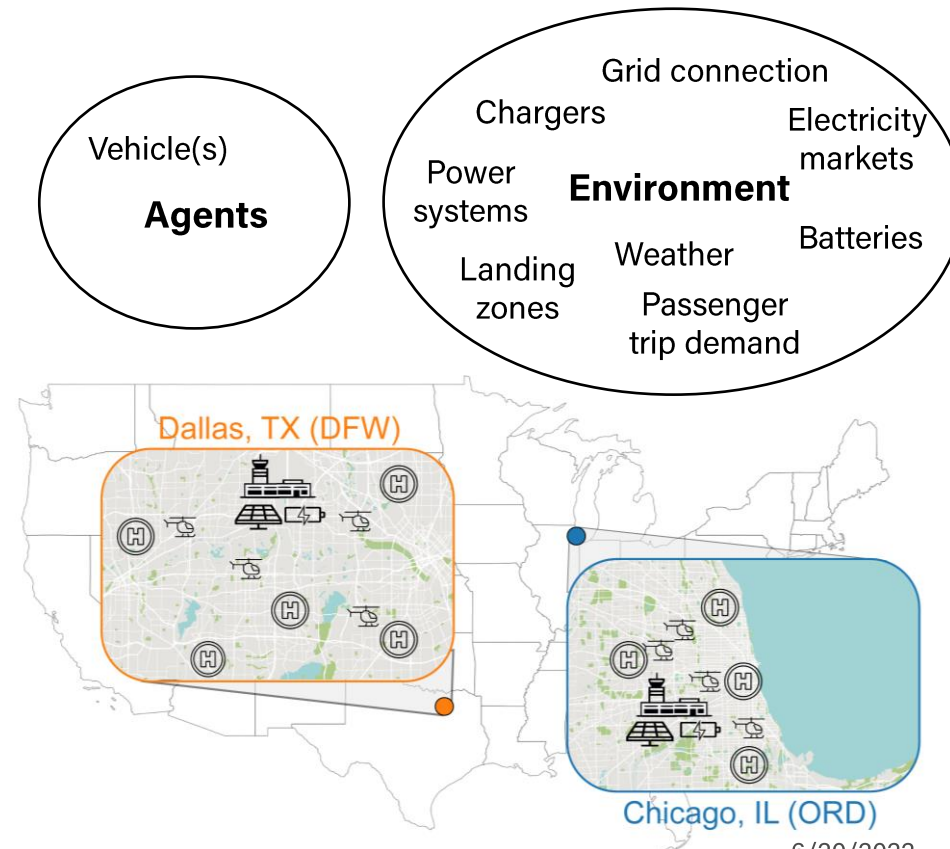 Vehicle(s)
Agents
Grid connection
Chargers
Electricity
markets
Power
systems
Environment
Batteries
Weather
Landing
zones
Passenger
trip demand
Dallas, TX (DFW)
H
H
H
H
H
H
H
H
H
Chicago, IL (ORD)